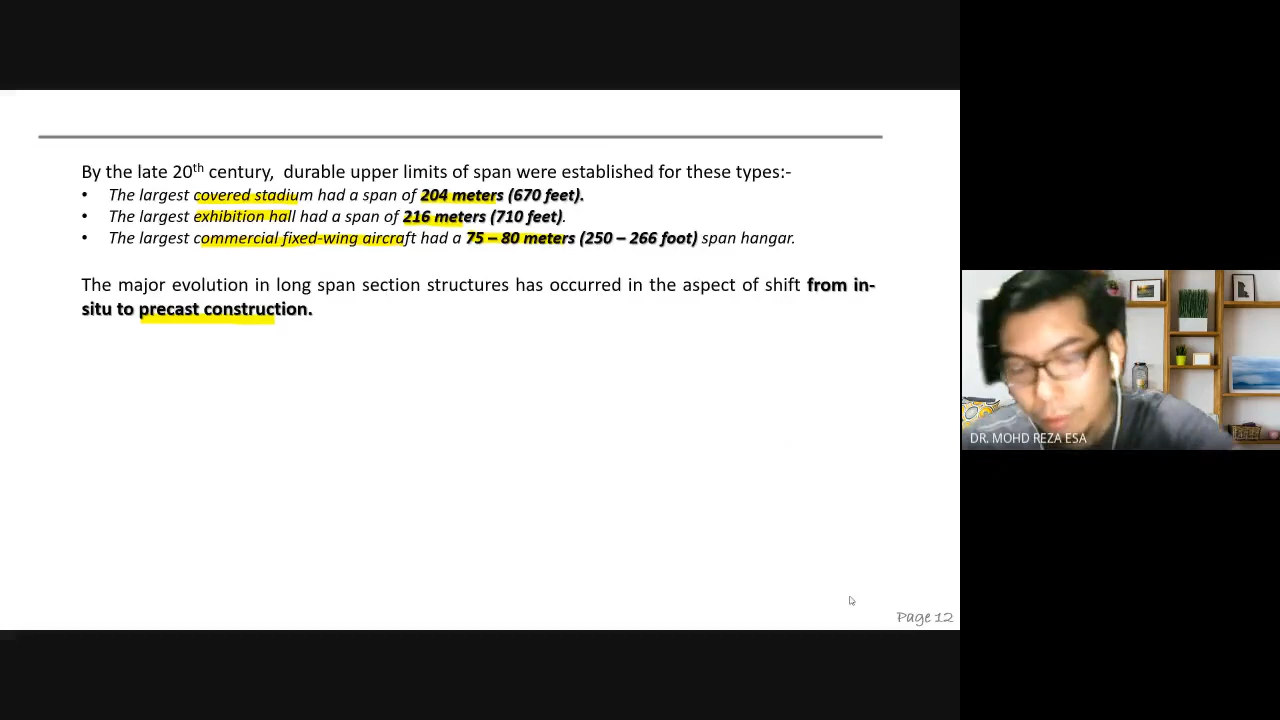 By the late 20th century, durable upper limits of span were established for these types:-
• The largest covered stadium had a span of 204 meters (670 feet).
• The largest exhibition hall had a span of 216 meters (710 feet).
• The largest commercial fixed-wing aircraft had a 75 – 80 meters (250 – 266 foot) span hangar.
The major evolution in long span section structures has occurred in the aspect of shift from in-
situ to precast construction.
DR. MOHD REZA ESA
Page 12